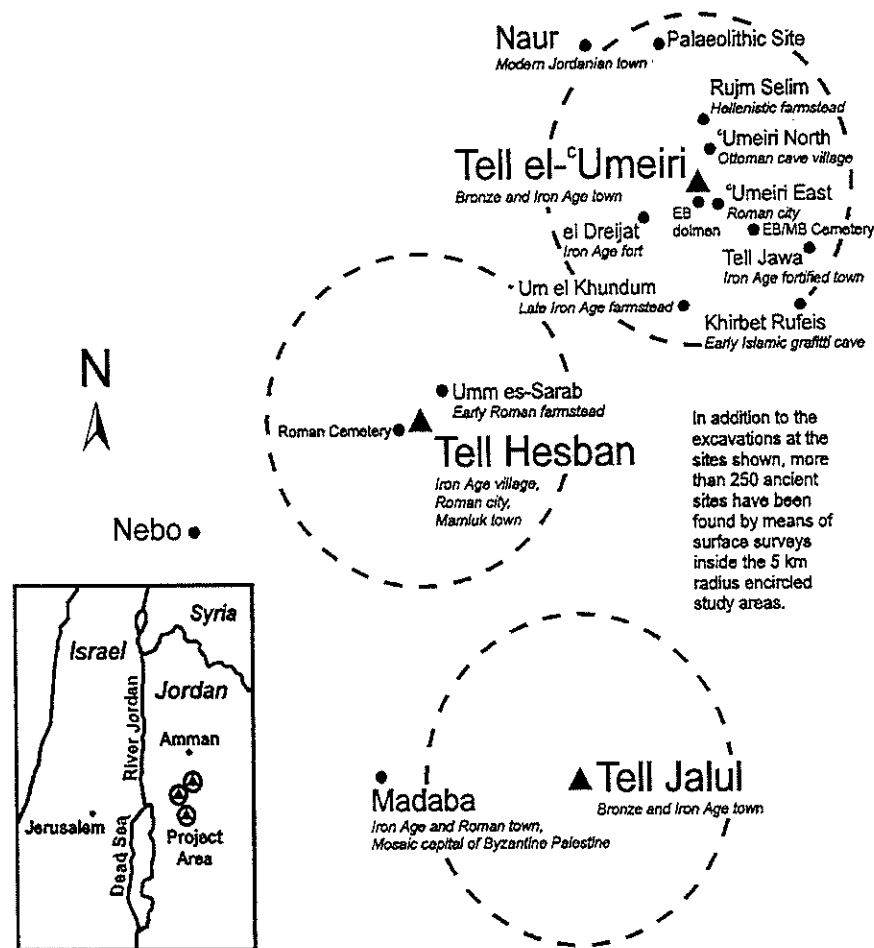 Naur
Modern Jordanian town
Palaeolithic Site
Rujm Selim
Hellenistic farmstead
ᶜUmeiri North
Ottoman cave village
Tell el-ᶜUmeiri
Bronze and Iron Age town
ᶜUmeiri East
Roman city
EB
dolmen
EB/MB Cemetery
el Dreijat
Iron Age fort
Tell Jawa
Iron Age fortified town
Um el Khundum
Late Iron Age farmstead
Khirbet Rufeis
Early Islamic grafitti cave
N
Umm es-Sarab
Early Roman farmstead
Roman Cemetery
Tell Hesban
Iron Age village,
Roman city,
Mamluk town
In addition to the
excavations at the
sites shown, more
than 250 ancient
sites have been
found by means of
surface surveys
inside the 5 km
radius encircled
study areas.
Nebo
Syria
Israel
Jordan
River Jordan
Amman
Jerusalem
Project
Area
Dead Sea
Madaba
Iron Age and Roman town,
Mosaic capital of Byzantine Palestine
Tell Jalul
Bronze and Iron Age town